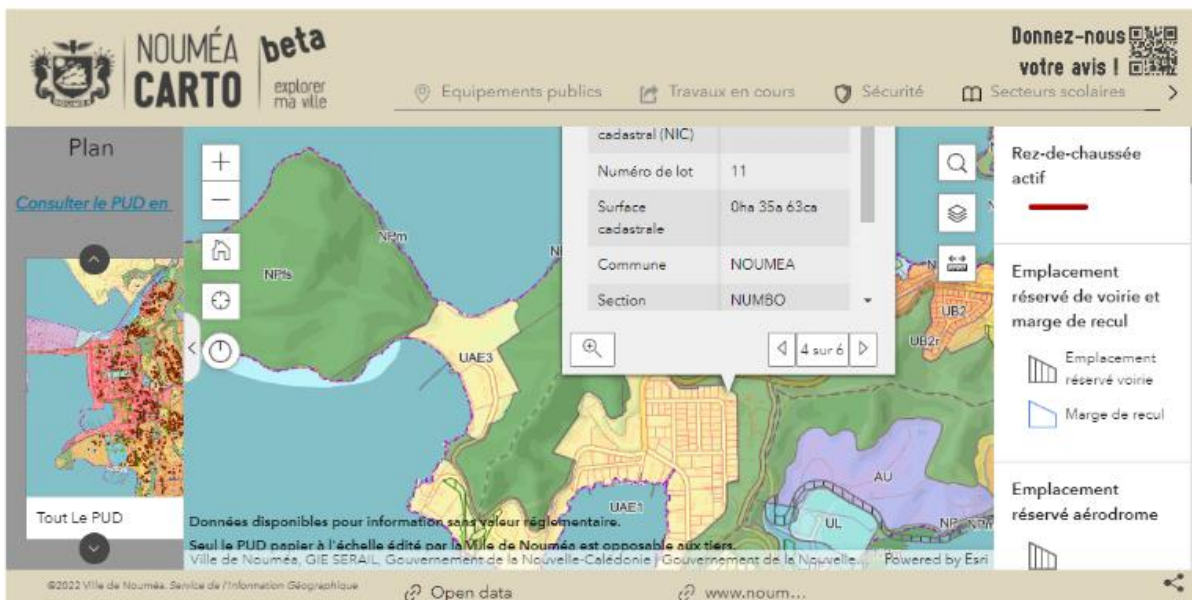 NOUMÉA
CARTO
beta
explorer
ma ville
Donnez-nous
votre avis !
Equipements publics
Travaux en cours
Sécurité
Secteurs scolaires
Plan
Consulter le PUD en
Tout Le PUD
cadastral (NIC)
Numéro de lot 11
Surface
cadastrale 0ha 35a 63ca
Commune NOUMEA
Section NUMBO
4 sur 6
NPm
NPfs
UAE3
UAE1
UB2
UB2r
AU
UL
NP
Données disponibles pour information sans valeur réglementaire.
Seul le PUD papier à l'échelle édité par la Ville de Nouméa est opposable aux tiers.
Ville de Nouméa, GIE SERAIL, Gouvernement de la Nouvelle-Calédonie | Gouvernement de la Nouvelle... Powered by Esri
Rez-de-chaussée
actif
Emplacement
réservé de voirie et
marge de recul
Emplacement
réservé voirie
Marge de recul
Emplacement
réservé aérodrome
©2022 Ville de Nouméa. Service de l'Information Géographique
Open data
www.noum...